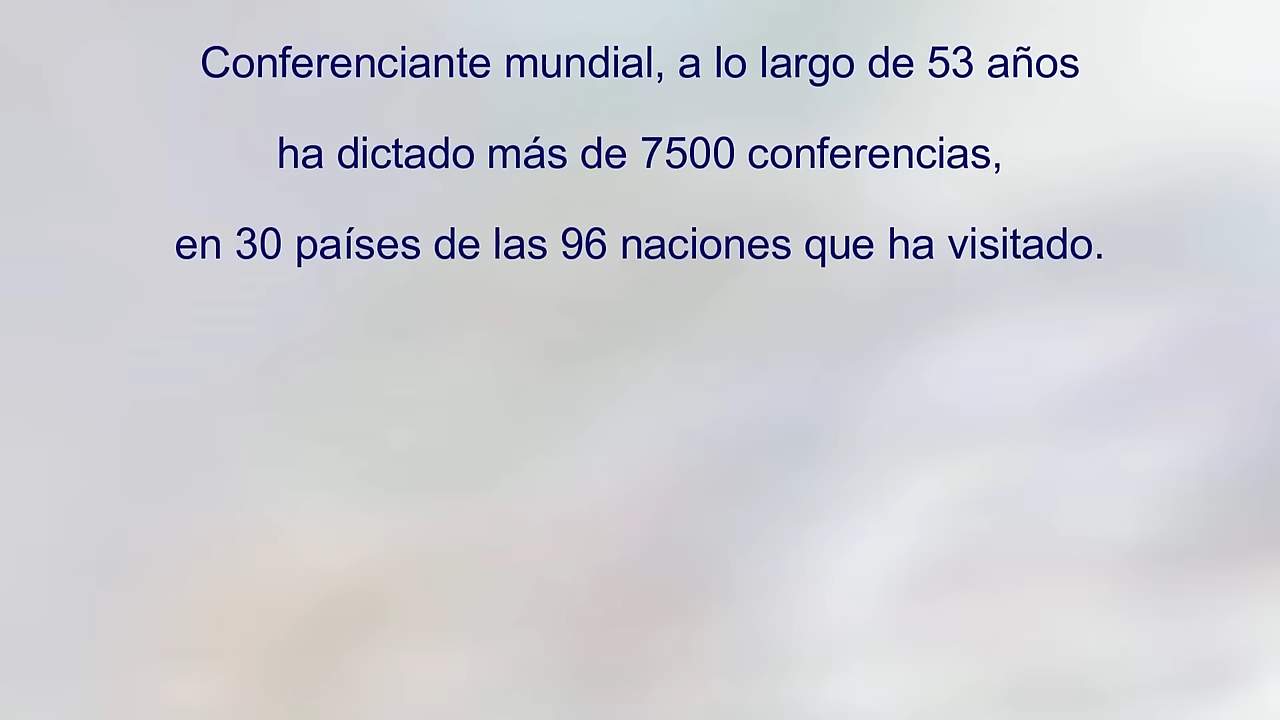 Conferenciante mundial, a lo largo de 53 años
ha dictado más de 7500 conferencias,
en 30 países de las 96 naciones que ha visitado.